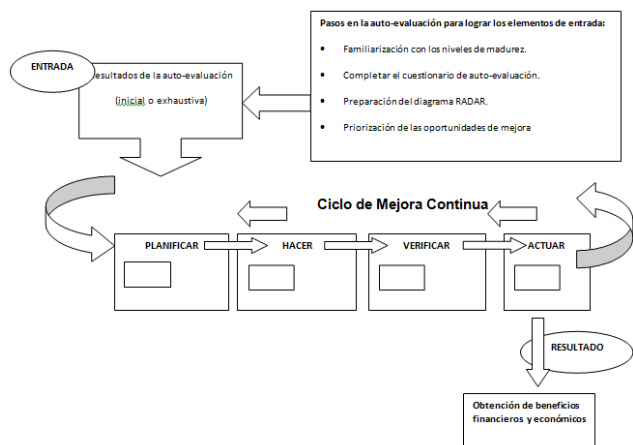 Pasos en la auto-evaluación para lograr los elementos de entrada:
• Familiarización con los niveles de madurez.
• Completar el cuestionario de auto-evaluación.
• Preparación del diagrama RADAR.
• Priorización de las oportunidades de mejora
ENTRADA
esultados de la auto-evaluación
(inicial o exhaustiva)
Ciclo de Mejora Continua
PLANIFICAR
HACER
VERIFICAR
ACTUAR
RESULTADO
Obtención de beneficios
financieros y económicos